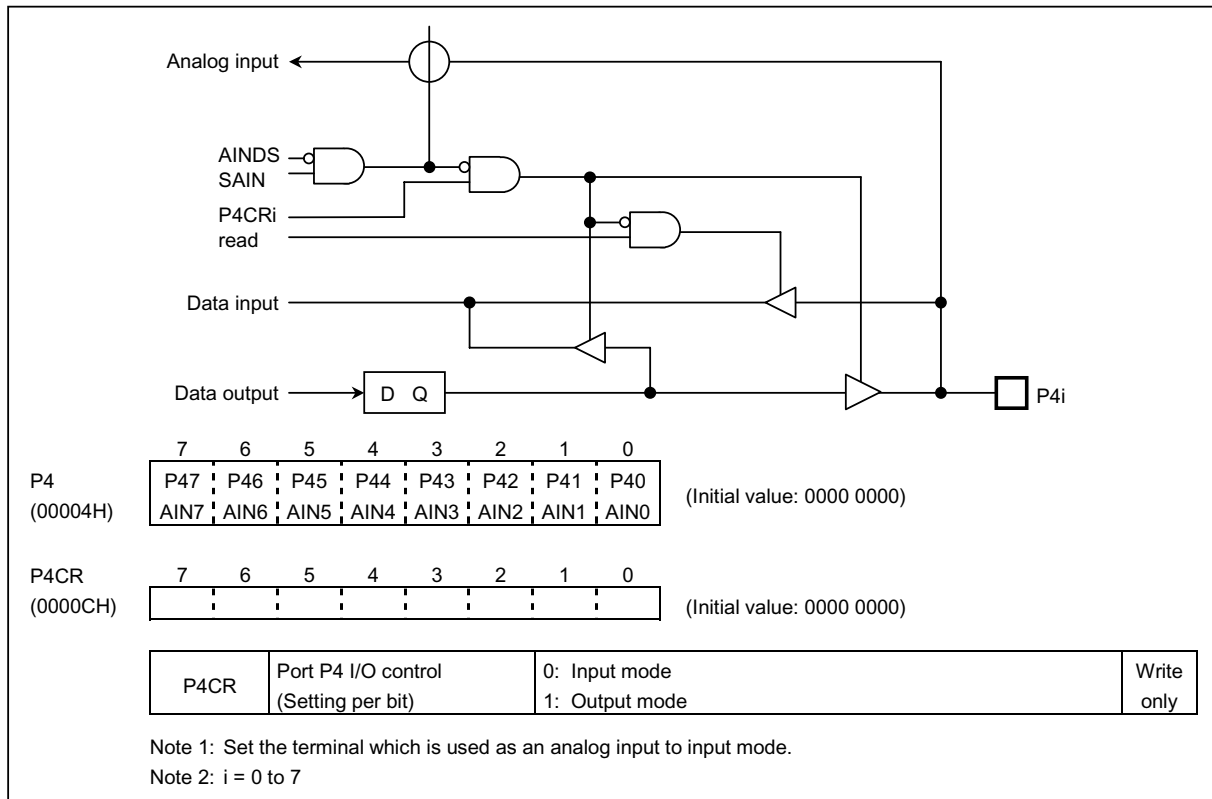 Analog input
AINDS
SAIN
P4CRi
read
Data input
Data output
D Q
P4i
7 6 5 4 3 2 1 0
P4 P47 P46 P45 P44 P43 P42 P41 P40
(Initial value: 0000 0000)
(00004H) AIN7 AIN6 AIN5 AIN4 AIN3 AIN2 AIN1 AIN0
P4CR 7 6 5 4 3 2 1 0
(0000CH) (Initial value: 0000 0000)
P4CR
Port P4 I/O control
(Setting per bit)
0: Input mode
1: Output mode
Write
only
Note 1: Set the terminal which is used as an analog input to input mode.
Note 2: i = 0 to 7